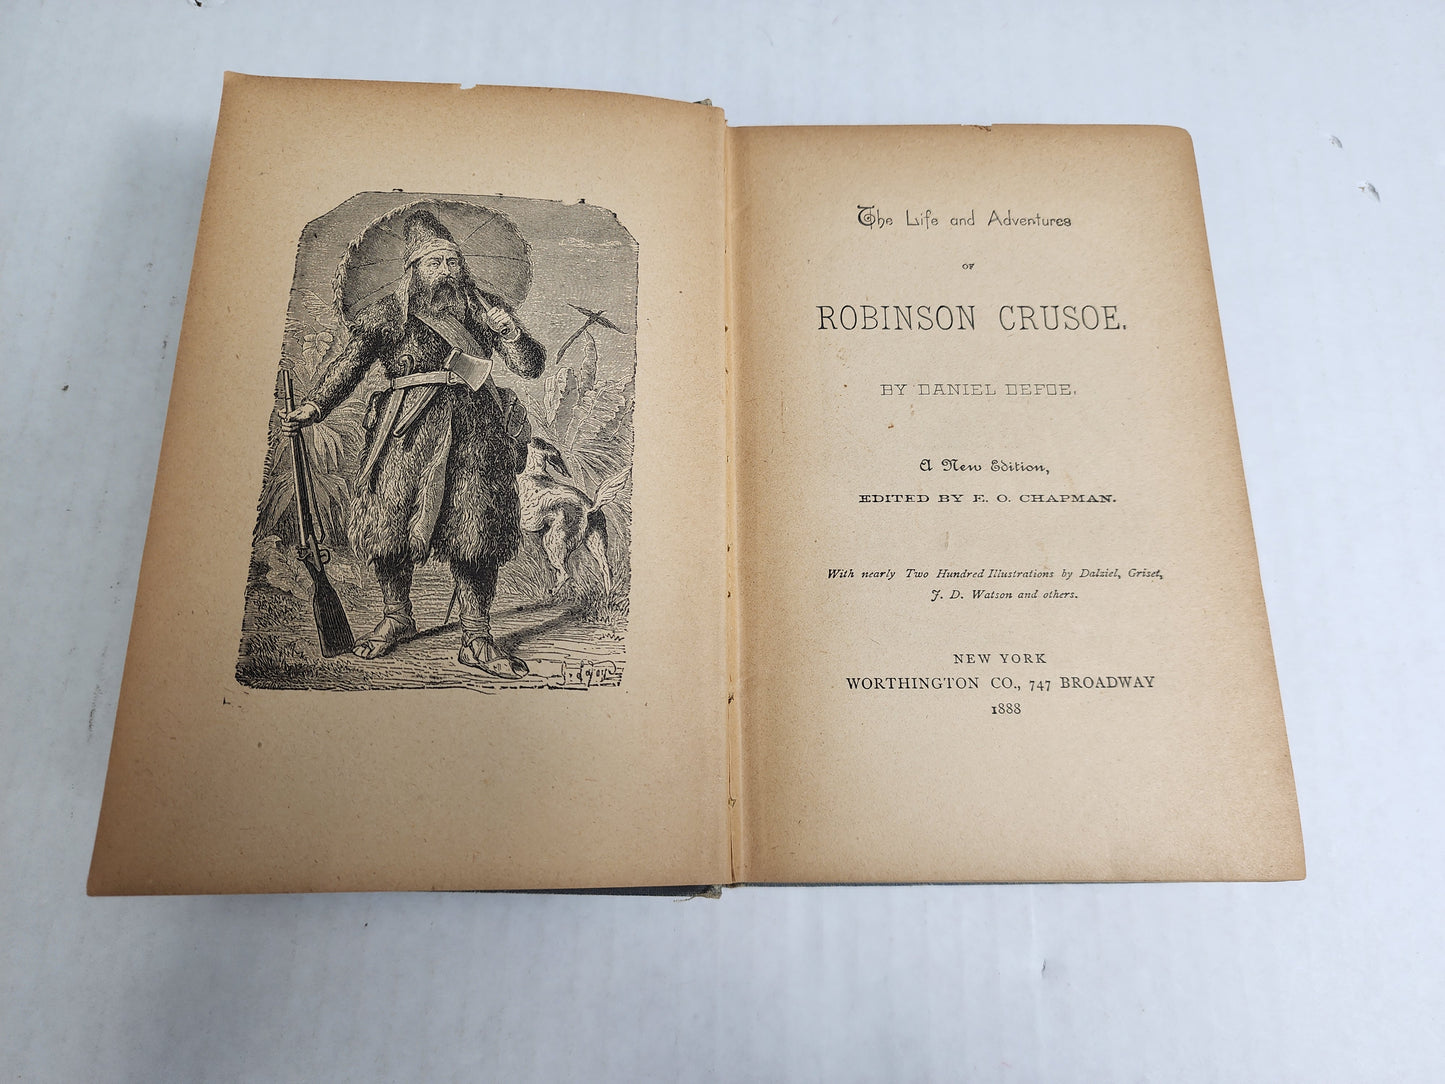 The Life and Adventures
OF
ROBINSON CRUSOE.
BY DANIEL DEFOE.
A New Edition,
EDITED BY E. O. CHAPMAN.
With nearly Two Hundred Illustrations by Dalziel, Griset,
J. D. Watson and others.
NEW YORK
WORTHINGTON CO., 747 BROADWAY
1888